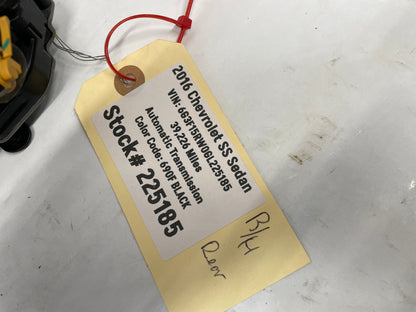 2016 Chevrolet SS Sedan
VIN: 6G3F15RW0GL225185
39,226 Miles
Automatic Transmission
Color Code: 690F BLACK
Stock# 225185
R/H
Rear